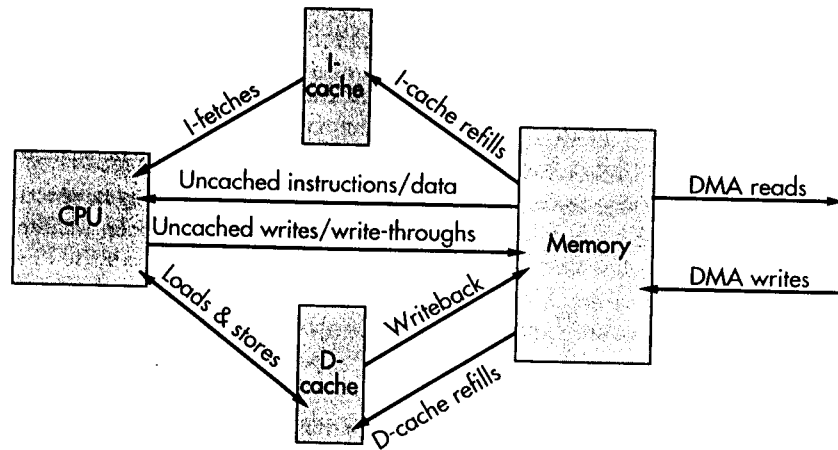 I-
cache
I-fetches
I-cache refills
Uncached instructions/data
DMA reads
CPU
Uncached writes/write-throughs
Memory
DMA writes
Loads & stores
Writeback
D-
cache
D-cache refills